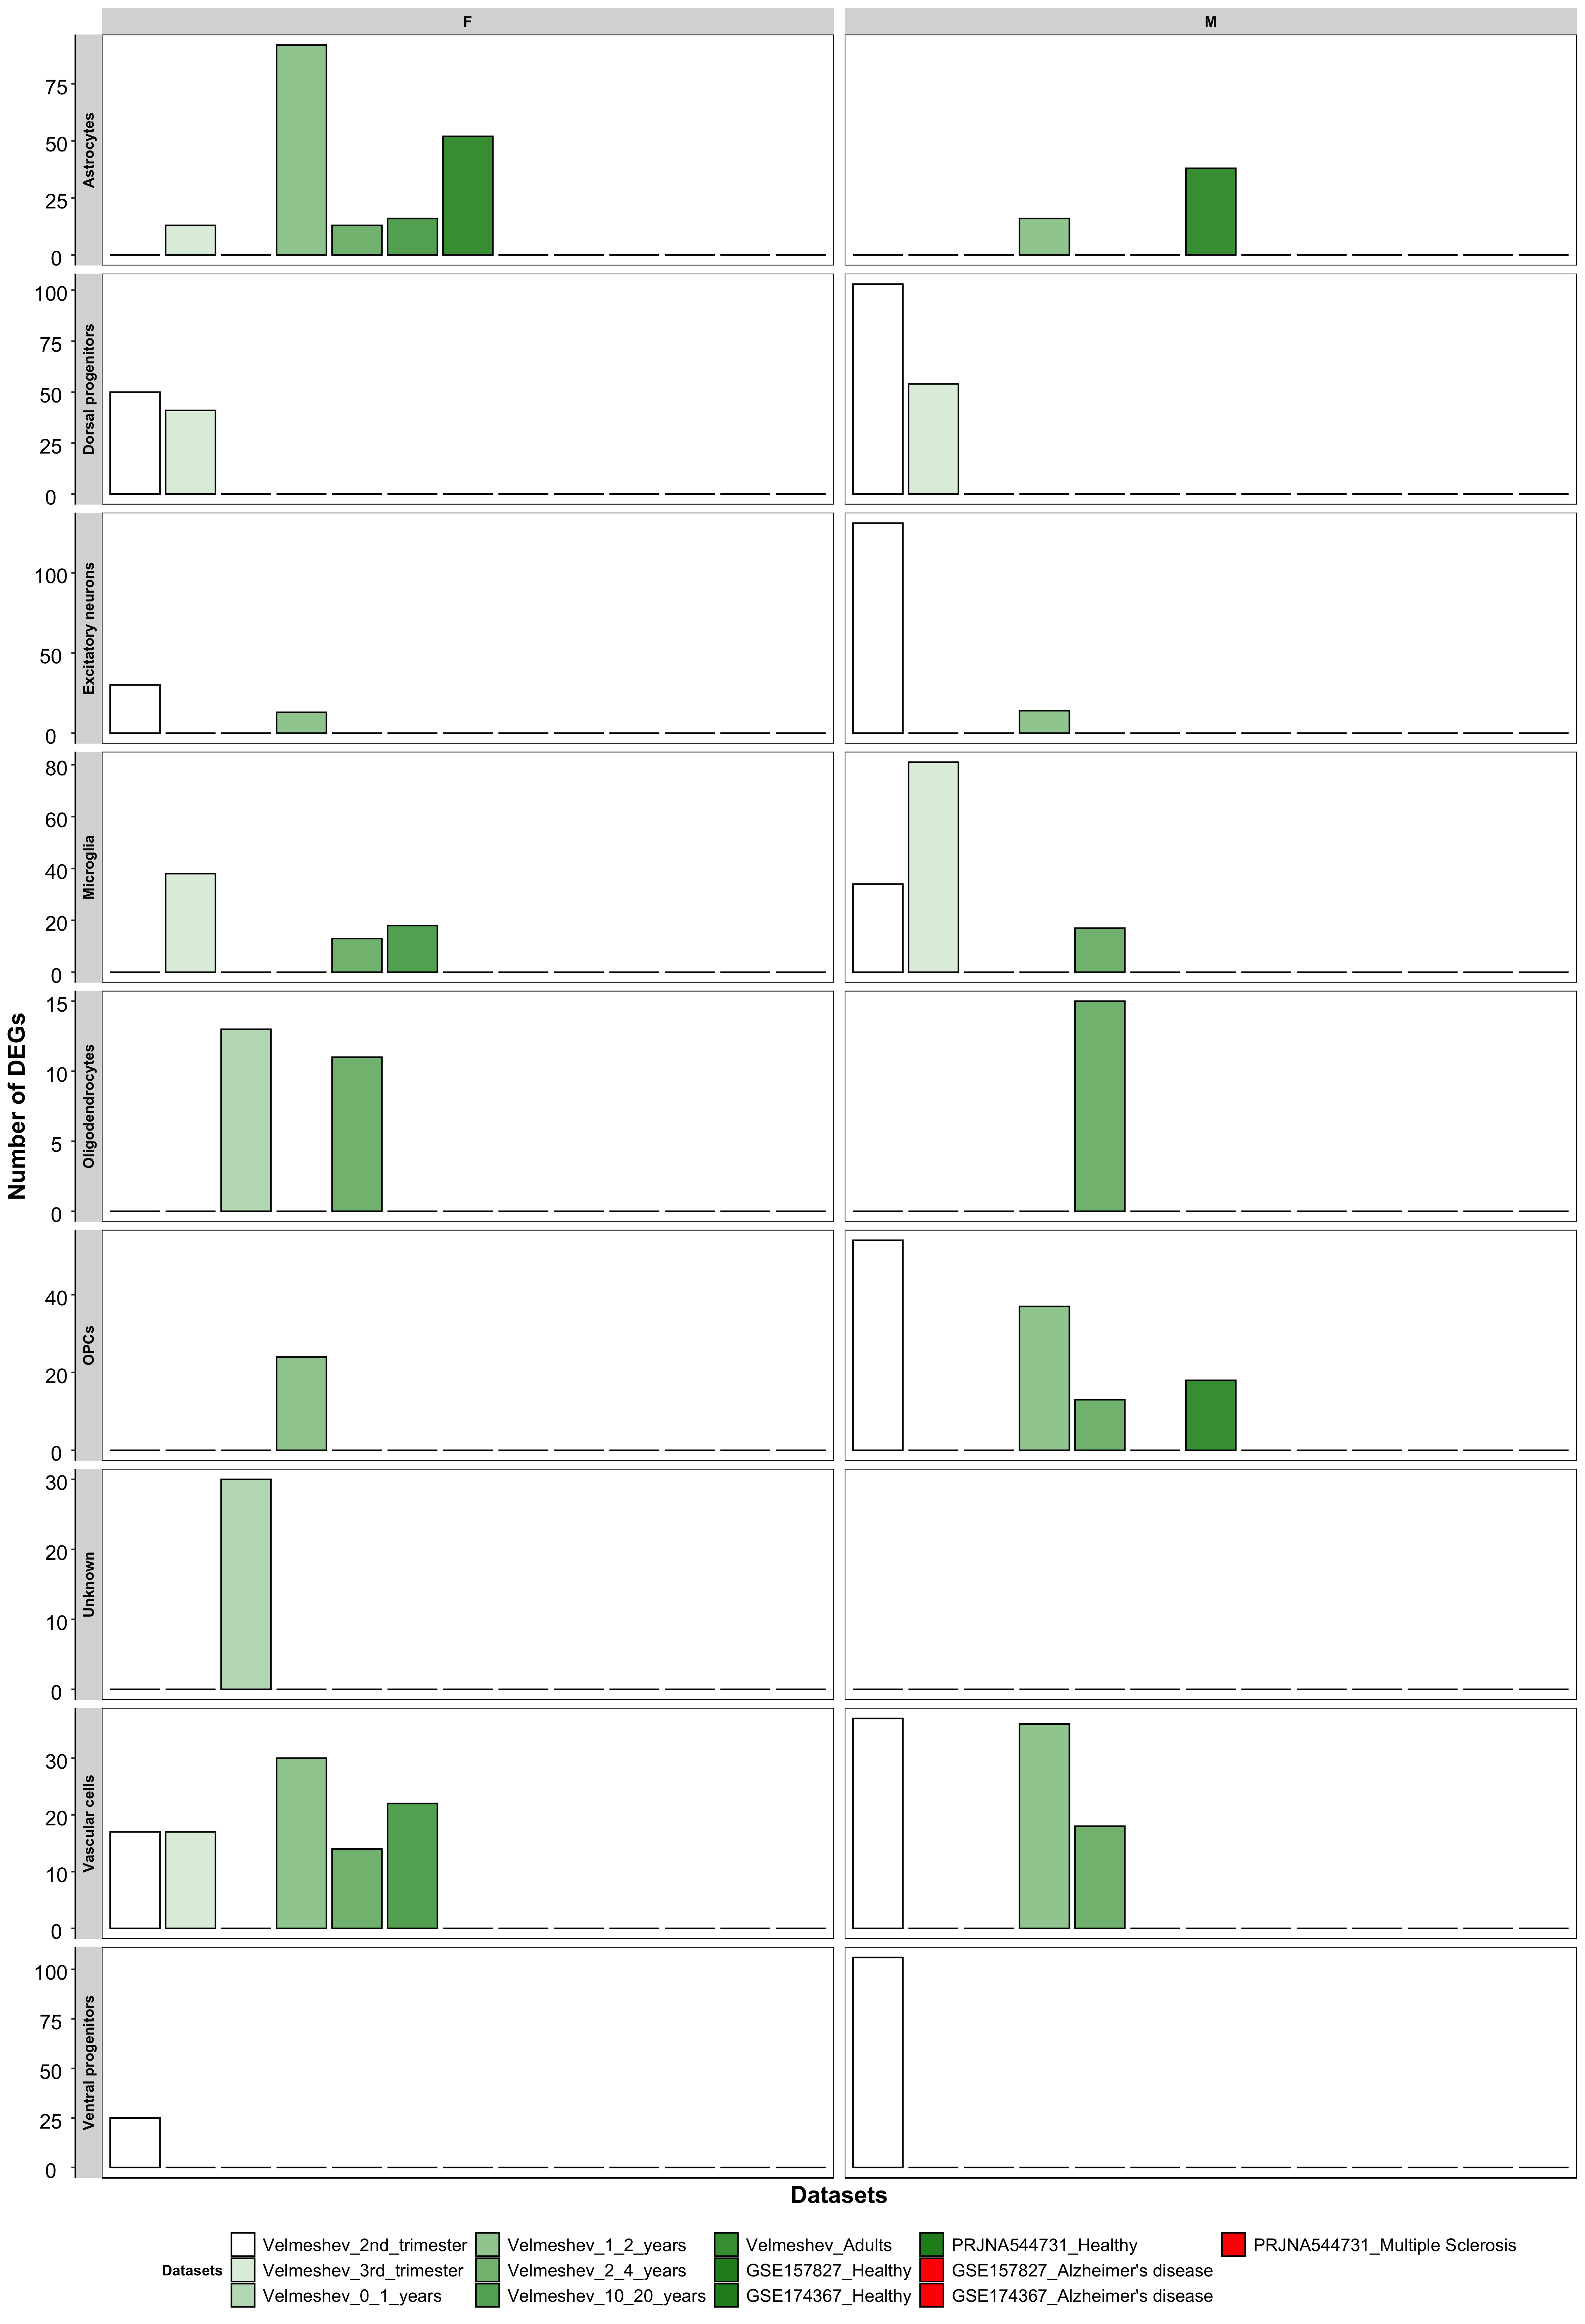 F
M
Astrocytes
75
50
25
0
Dorsal progenitors
100
75
50
25
0
Excitatory neurons
100
50
0
Microglia
80
60
40
20
0
Oligodendrocytes
15
10
5
0
OPCs
40
20
0
Unknown
30
20
10
0
Vascular cells
30
20
10
0
Ventral progenitors
100
75
50
25
0
Number of DEGs
Datasets
Datasets
Velmeshev_2nd_trimester
Velmeshev_3rd_trimester
Velmeshev_0_1_years
Velmeshev_1_2_years
Velmeshev_2_4_years
Velmeshev_10_20_years
Velmeshev_Adults
GSE157827_Healthy
GSE174367_Healthy
PRJNA544731_Healthy
GSE157827_Alzheimer's disease
GSE174367_Alzheimer's disease
PRJNA544731_Multiple Sclerosis